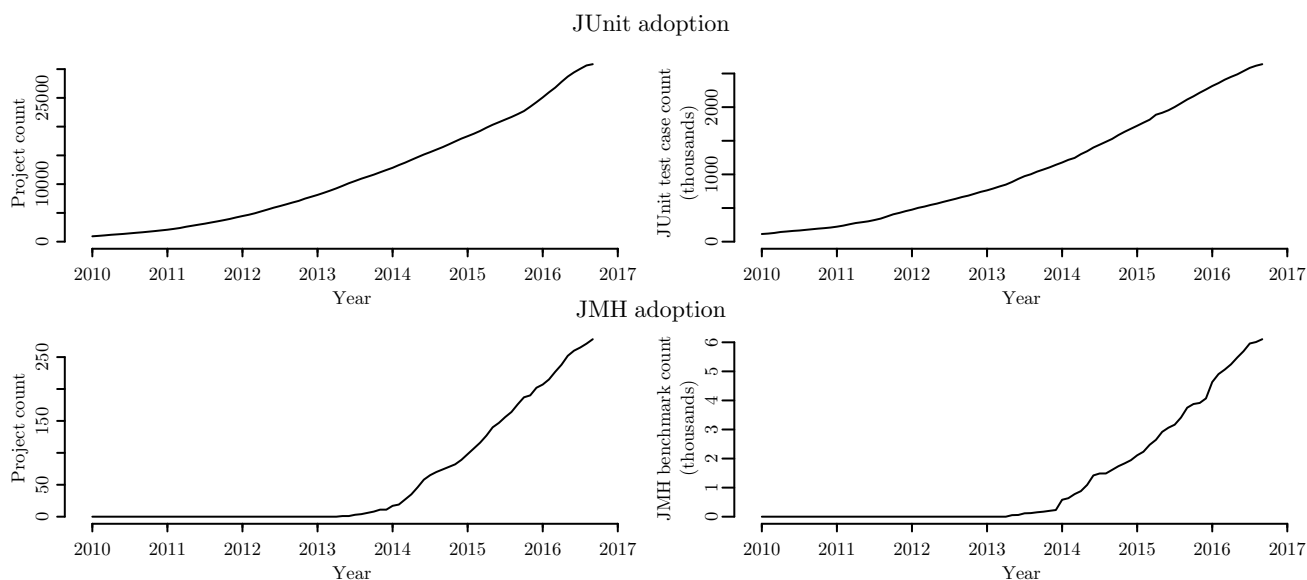 JUnit adoption
Project count
0
10000
25000
2010 2011 2012 2013 2014 2015 2016 2017
Year
JUnit test case count
(thousands)
0
1000
2000
2010 2011 2012 2013 2014 2015 2016 2017
Year
JMH adoption
Project count
0
50
150
250
2010 2011 2012 2013 2014 2015 2016 2017
Year
JMH benchmark count
(thousands)
0
1
2
3
4
5
6
2010 2011 2012 2013 2014 2015 2016 2017
Year